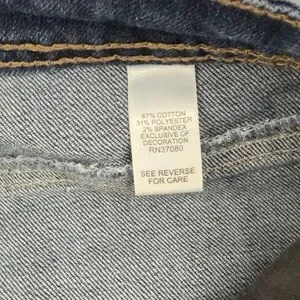 67% COTTON
31% POLYESTER
2% SPANDEX
EXCLUSIVE OF
DECORATION
RN37080
SEE REVERSE
FOR CARE